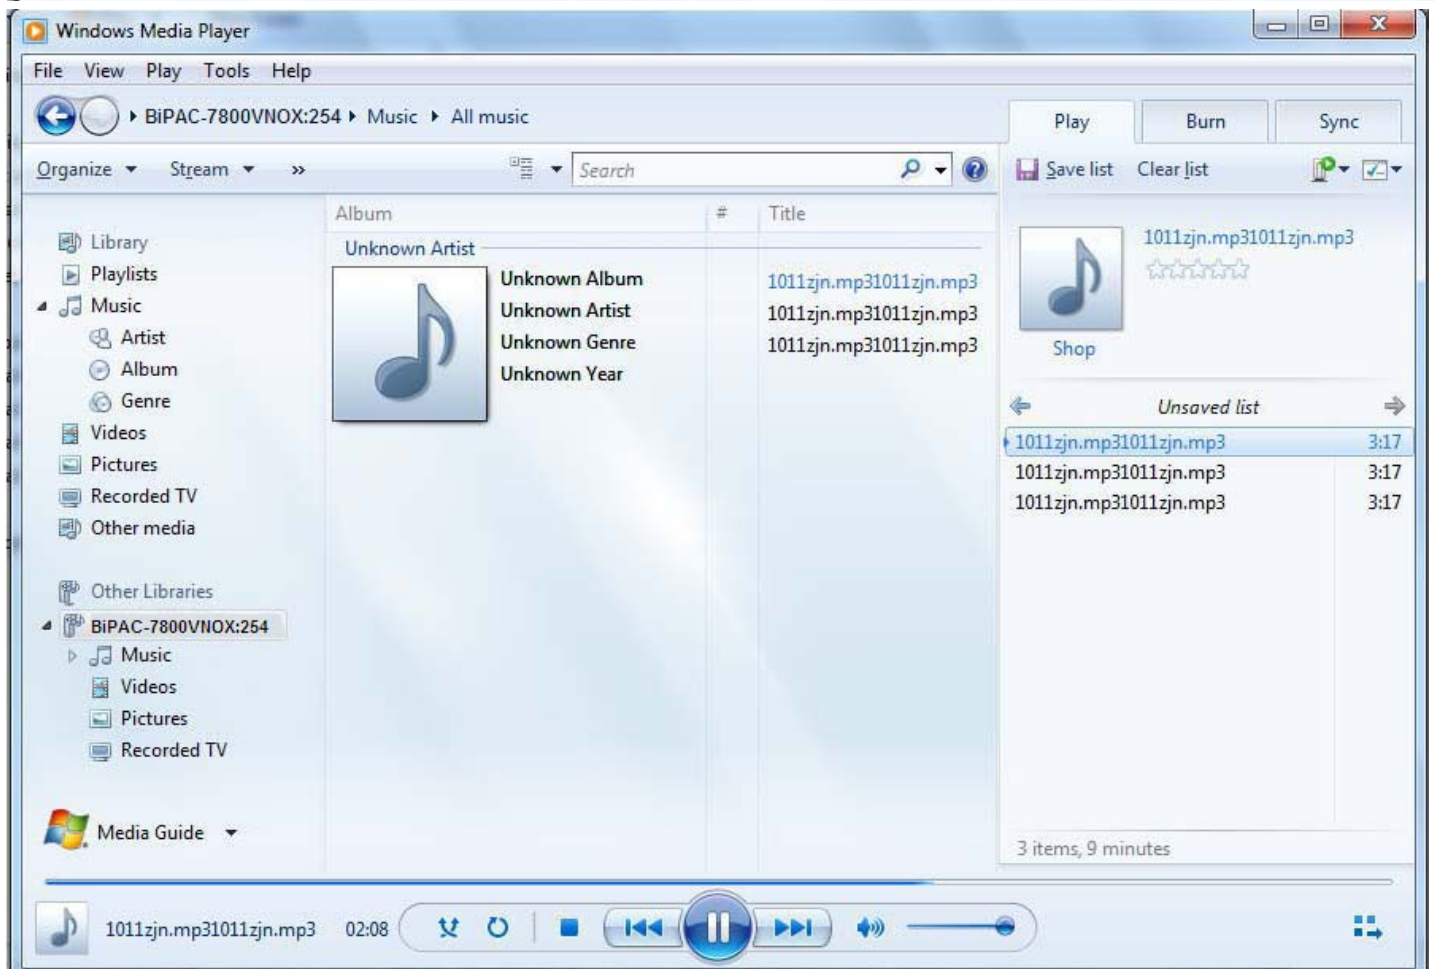 Windows Media Player
File View Play Tools Help
BiPAC-7800VNOX:254 Music All music
Play Burn Sync
Organize Stream » Search Save list Clear list
Album # Title
Library
Playlists
Music
Artist
Album
Genre
Videos
Pictures
Recorded TV
Other media
Other Libraries
BiPAC-7800VNOX:254
Music
Videos
Pictures
Recorded TV
Media Guide
Unknown Artist
Unknown Album
Unknown Artist
Unknown Genre
Unknown Year
1011zjn.mp31011zjn.mp3
1011zjn.mp31011zjn.mp3
1011zjn.mp31011zjn.mp3
1011zjn.mp31011zjn.mp3
Shop
Unsaved list
1011zjn.mp31011zjn.mp3 3:17
1011zjn.mp31011zjn.mp3 3:17
1011zjn.mp31011zjn.mp3 3:17
3 items, 9 minutes
1011zjn.mp31011zjn.mp3 02:08